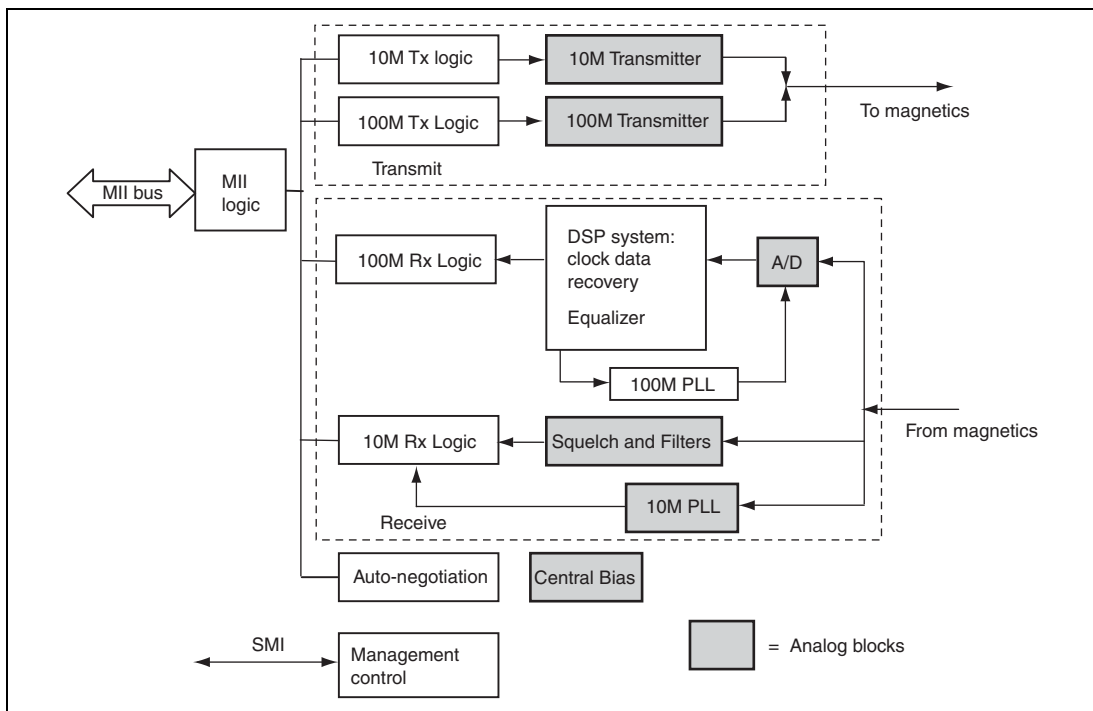 10M Tx logic
10M Transmitter
100M Tx Logic
100M Transmitter
To magnetics
Transmit
MII bus
MII
logic
DSP system:
clock data
recovery
Equalizer
100M Rx Logic
A/D
100M PLL
10M Rx Logic
Squelch and Filters
From magnetics
10M PLL
Receive
Auto-negotiation
Central Bias
SMI
Management
control
= Analog blocks